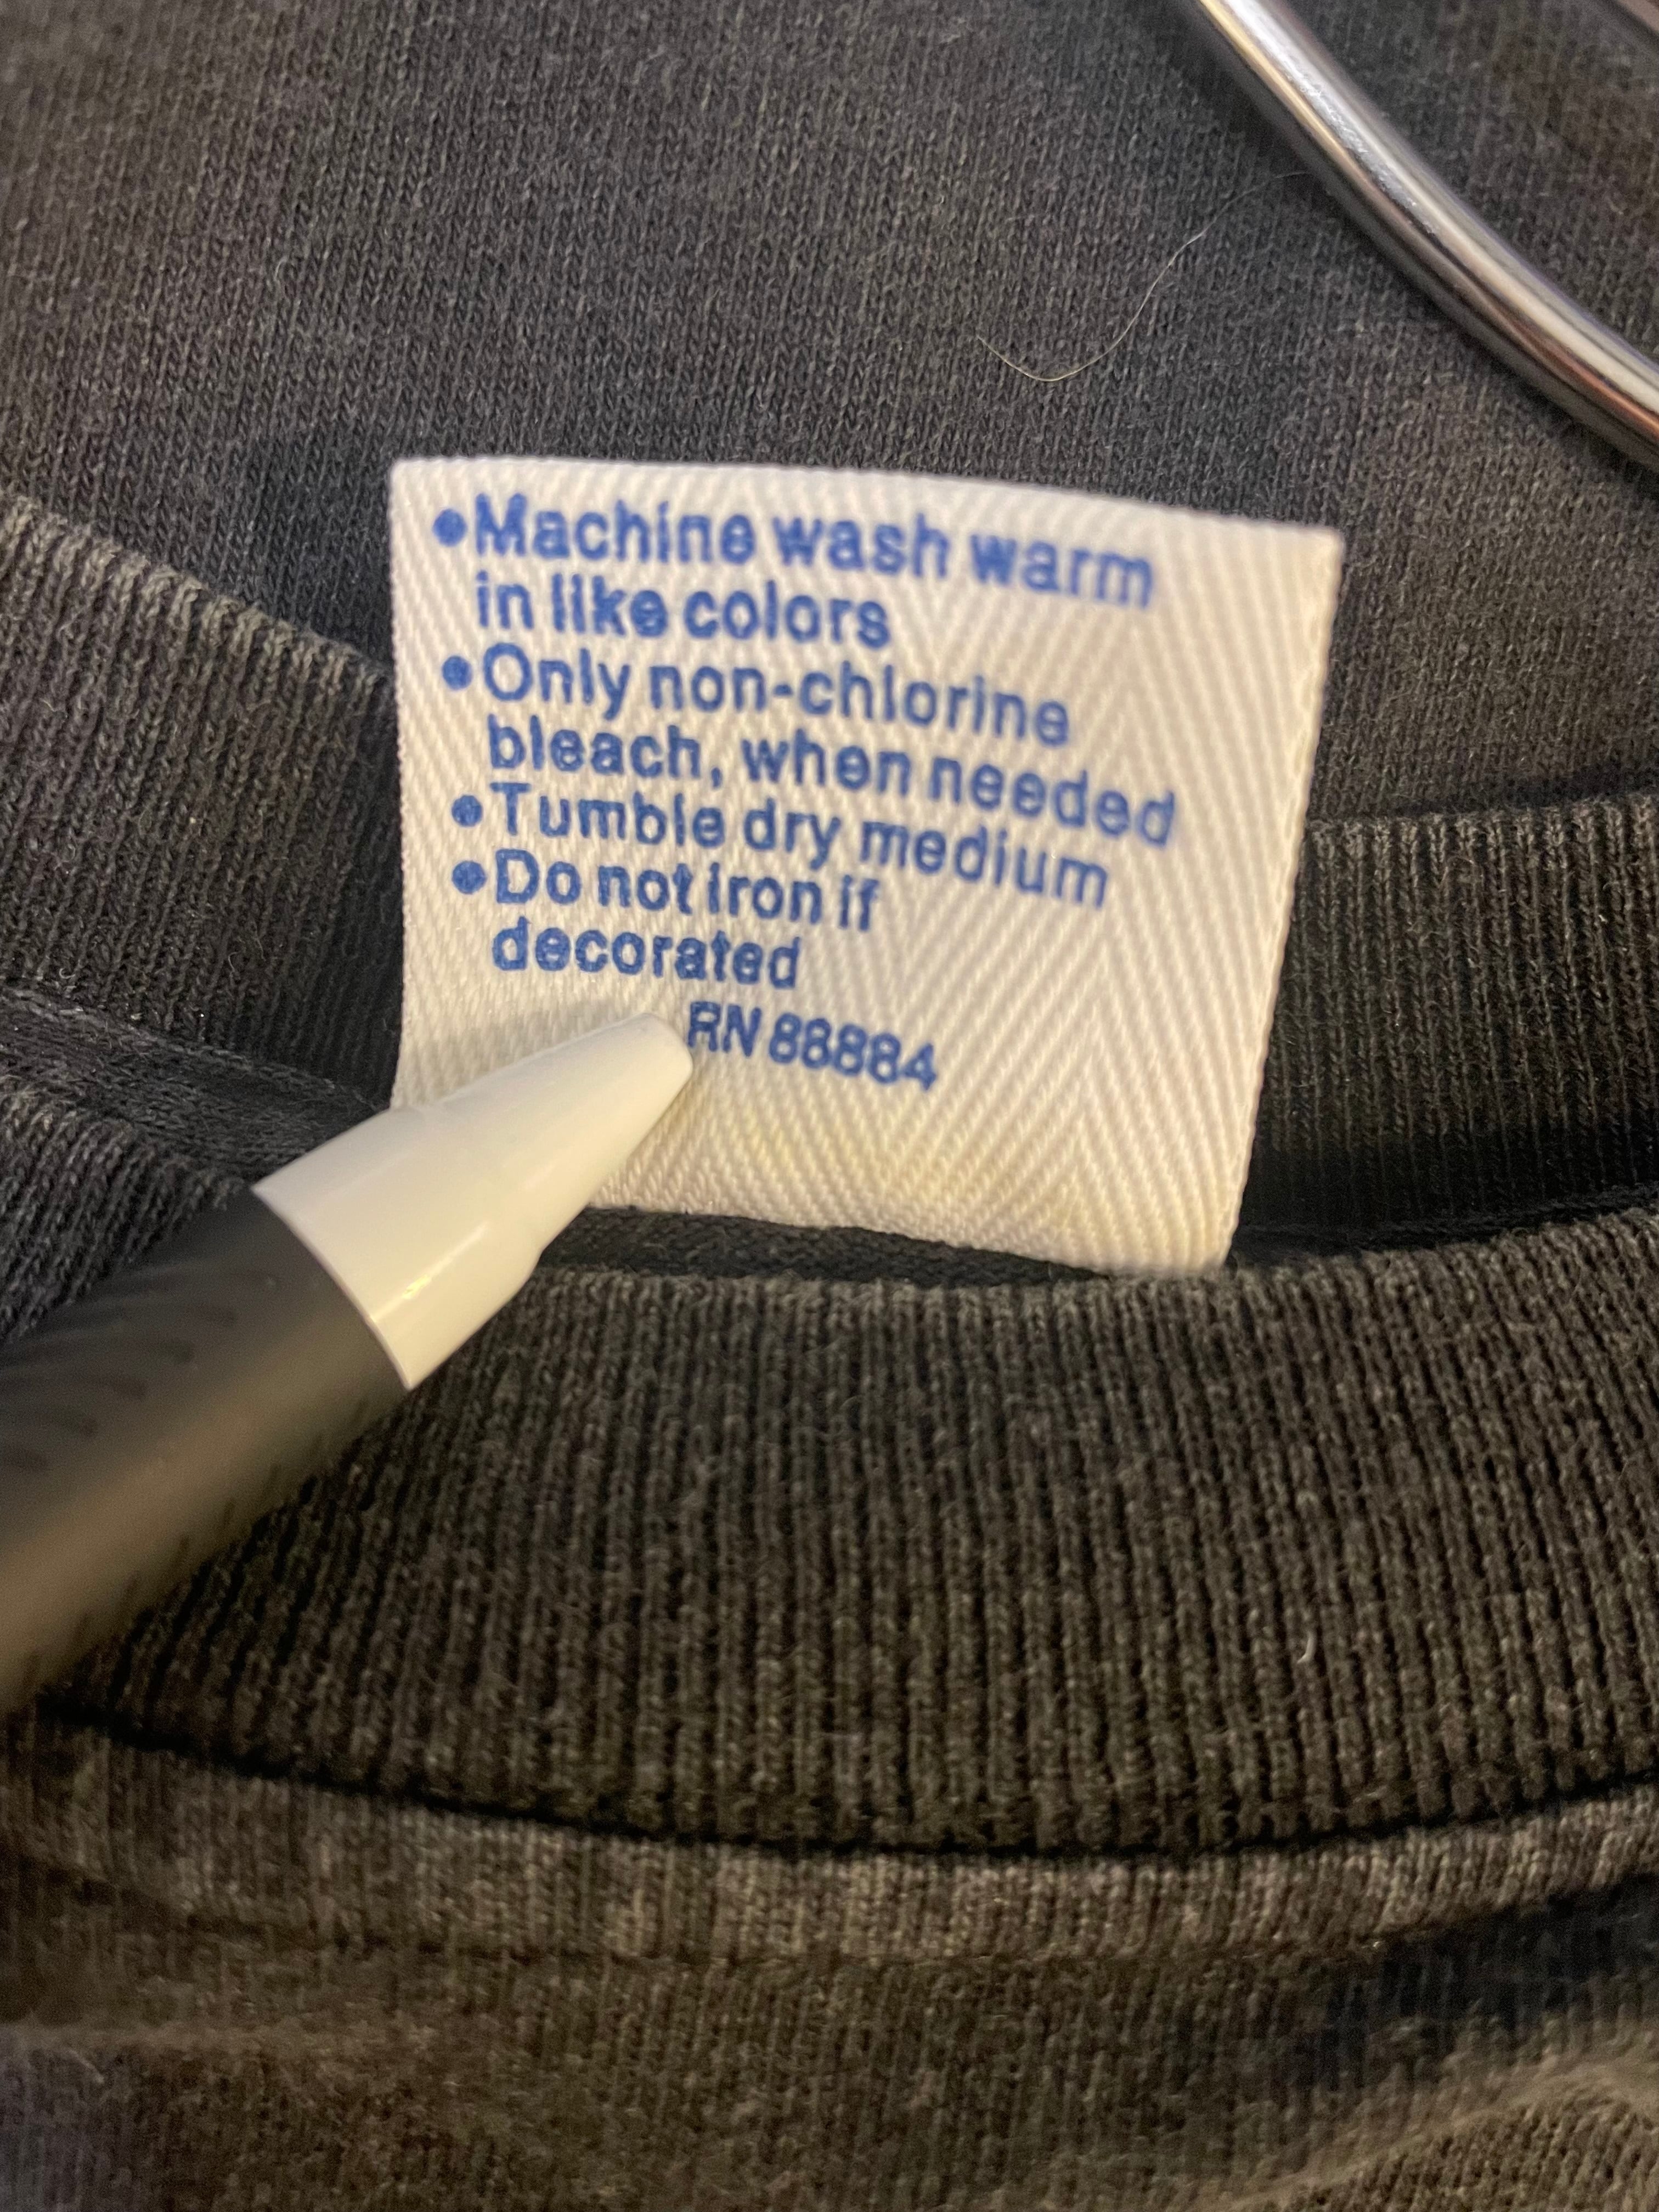 •Machine wash warm
in like colors
•Only non-chlorine
bleach, when needed
•Tumble dry medium
•Do not iron if
decorated
RN 88884